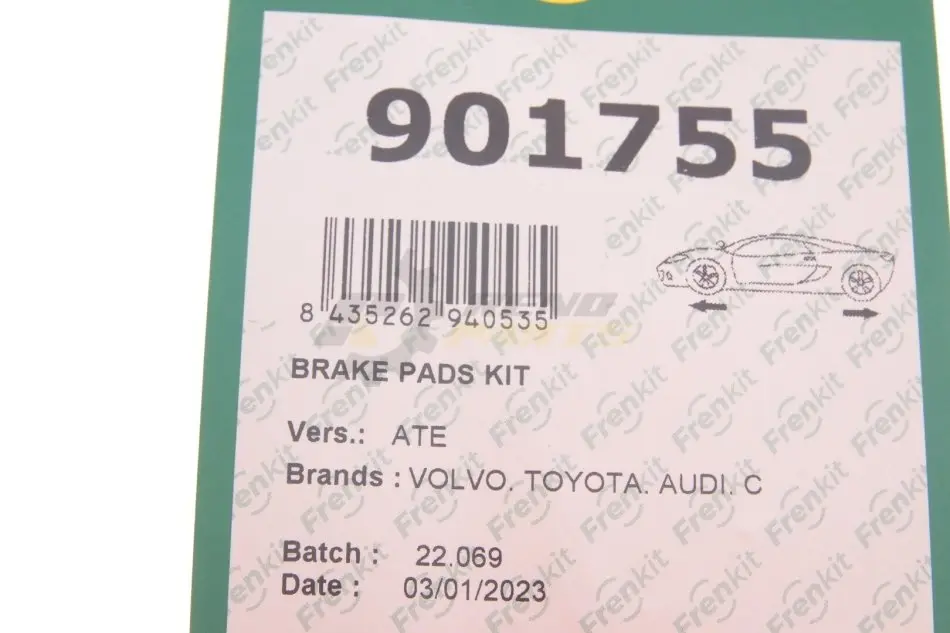 901755
8 435262 940535
BRAKE PADS KIT
Vers.: ATE
Brands : VOLVO. TOYOTA. AUDI. C
Batch : 22.069
Date : 03/01/2023
Frenkit